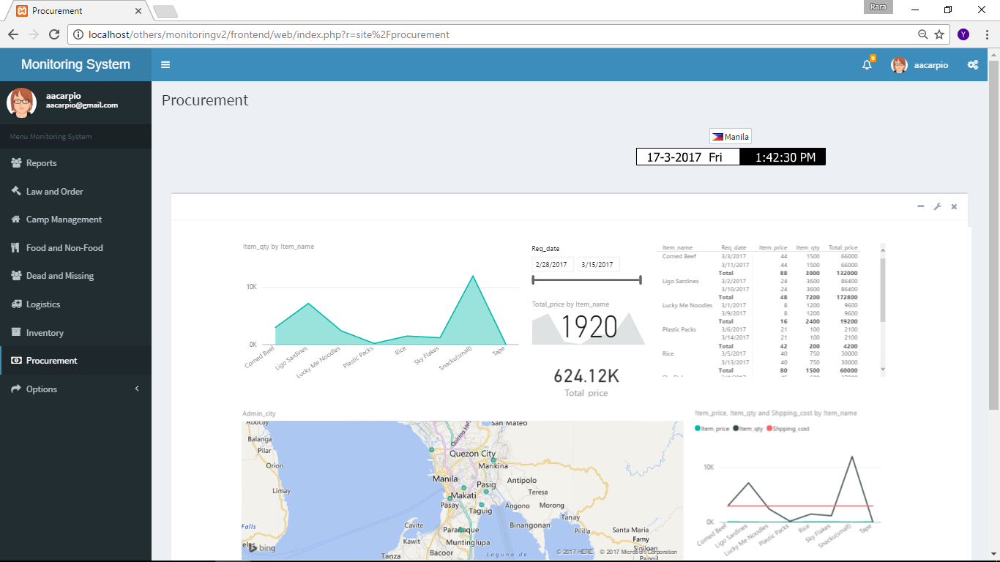 Procurement
Rara
localhost/others/monitoringv2/frontend/web/index.php?r=site%2Fprocurement
Y
Monitoring System
9
aacarpio
aacarpio
aacarpio@gmail.com
Menu Monitoring System
Reports
Law and Order
Camp Management
Food and Non-Food
Dead and Missing
Logistics
Inventory
Procurement
Options
Procurement
Manila
17-3-2017 Fri 1:42:30 PM
Item_qty by Item_name
10K
0K
Corned Beef
Ligo Sardines
Lucky Me Noodles
Plastic Packs
Rice
Sky Flakes
Snacku(small)
Tape
Req_date
2/28/2017 3/15/2017
Total_price by Item_name
1920
624.12K
Total_price
Item_name Req_date Item_price Item_qty Total_price
Corned Beef 3/3/2017 44 1500 66000
3/11/2017 44 1500 66000
Total 88 3000 132000
Ligo Sardines 3/2/2017 24 3600 86400
3/10/2017 24 3600 86400
Total 48 7200 172800
Lucky Me Noodles 3/1/2017 8 1200 9600
3/9/2017 8 1200 9600
Total 16 2400 19200
Plastic Packs 3/6/2017 21 100 2100
3/14/2017 21 100 2100
Total 42 200 4200
Rice 3/5/2017 40 750 30000
3/13/2017 40 750 30000
Total 80 1500 60000
Admin_city
Abucay
Balanga
Pilar
Orion
Limay
Falls
bing
Quirino Hwy
San Mateo
Quezon City
Marikina
Manila
Pasig
Antipolo
Makati
Teresa
Pasay
Taguig
Angono
Morong
Tanay
Cavite
Parañaque
Binangonan
Pililla
Santa Maria
Famy
Kawit
Muntinglupa
Siniloan
Tanza
Bacoor
Laguna de
Pangil
© 2017 HERE © 2017 Microsoft Corporation
Item_price, Item_qty and Shpping_cost by Item_name
Item_price Item_qty Shpping_cost
10K
0K
Corned Beef
Ligo Sardines
Lucky Me Noodles
Plastic Packs
Rice
Sky Flakes
Snacku(small)
Tape